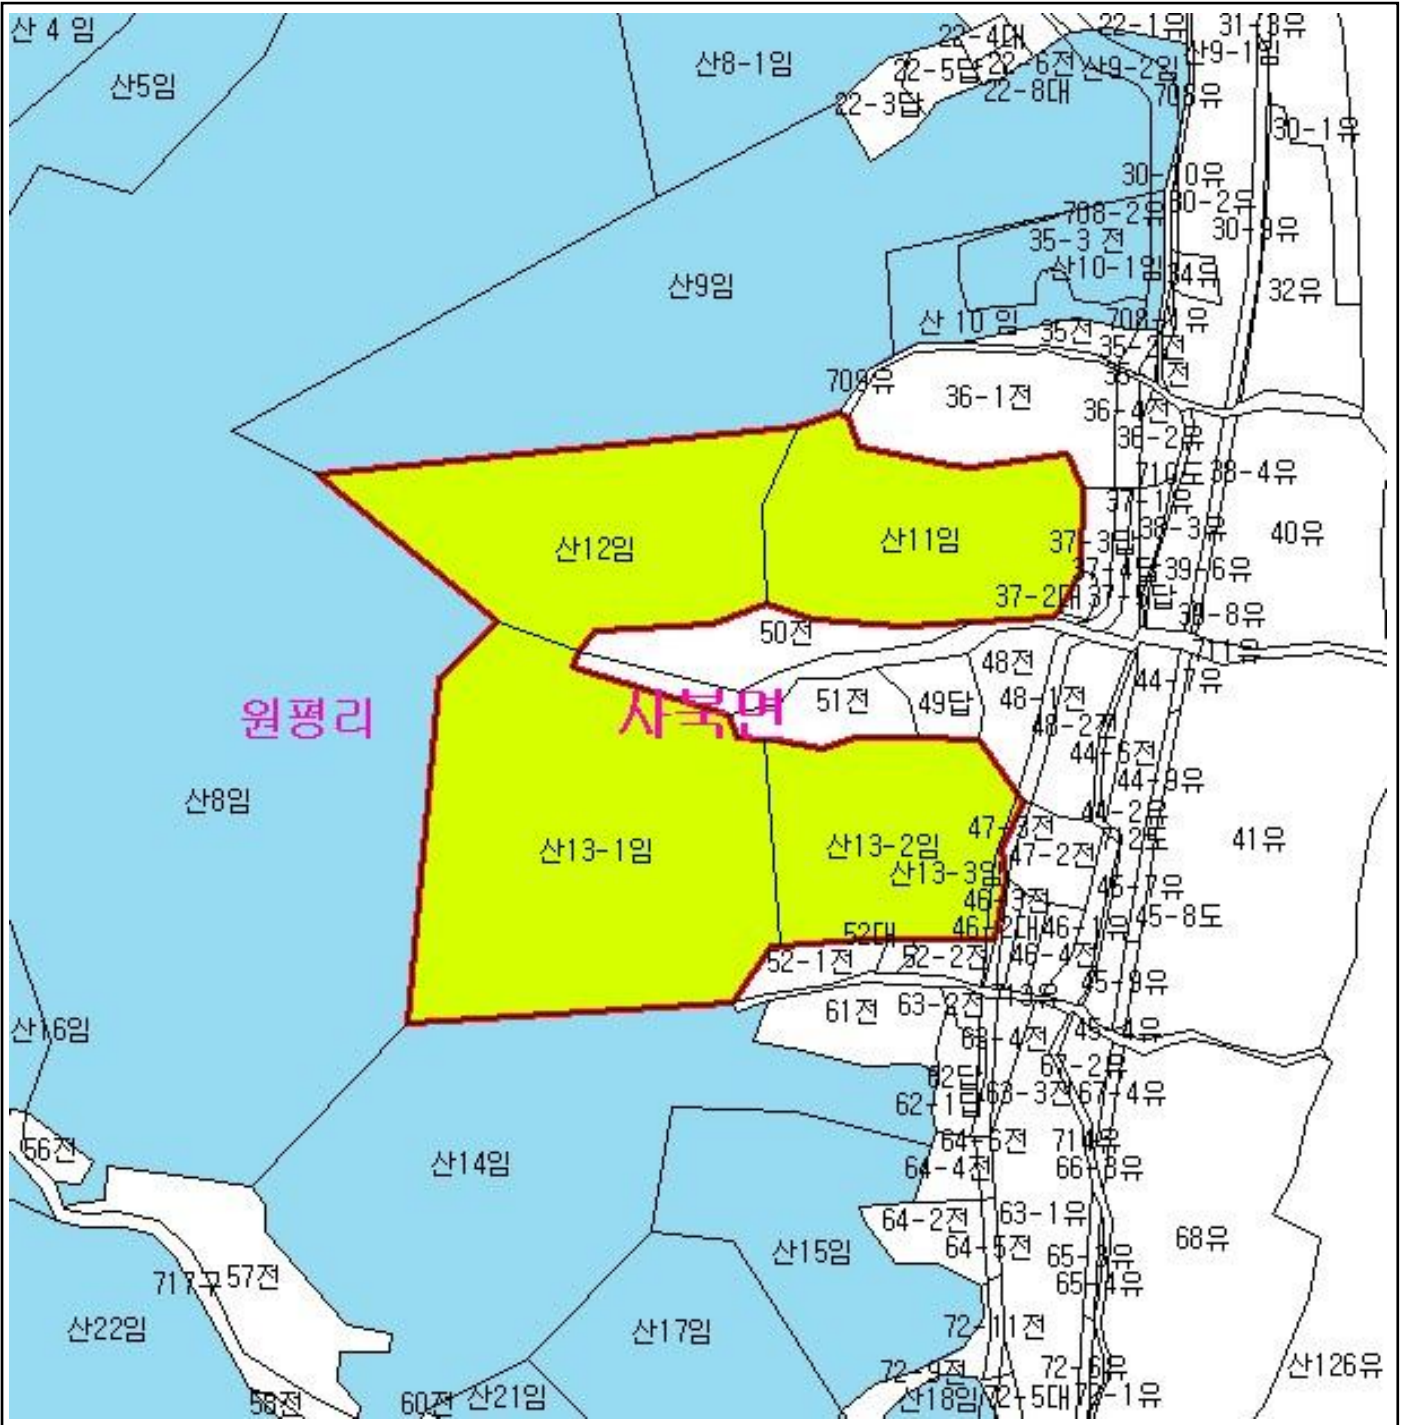 산 4 임
22-4대
22-1유
31-3유
산5임
산8-1임
22-5답
22-6전
산9-2임
산9-1임
22-3답
22-8대
30-1유
30-10유
30-2유
708-2유
30-9유
35-3 전
산9임
산10-1임
34유
32유
산 10 임
35전
708-1유
35-2전
709유
36-1전
36-4전
36-2유
710도
38-4유
37-1유
38-3유
40유
산12임
산11임
37-3답
37-4답
39-6유
37-2대
37-5답
39-8유
50전
711유
48전
44-7유
원평리
사북면
51전
49답
48-1전
48-2전
44-5전
44-9유
산8임
44-2유
47-3전
712도
41유
산13-1임
산13-2임
47-2전
산13-3임
45-7유
46-3전
45-8도
52대
46-2대
46-1유
52-1전
52-2전
46-4전
45-9유
61전
63-2전
713유
산16임
63-4전
45-4유
67-2유
62답
63-3전
67-4유
62-1답
56전
64-6전
714유
산14임
64-4전
66-3유
64-2전
63-1유
68유
산15임
64-5전
65-3유
65-4유
717구
57전
산22임
산17임
72-11전
72-9전
72-6유
산126유
58전
60전
산21임
산18임
72-5대
72-1유